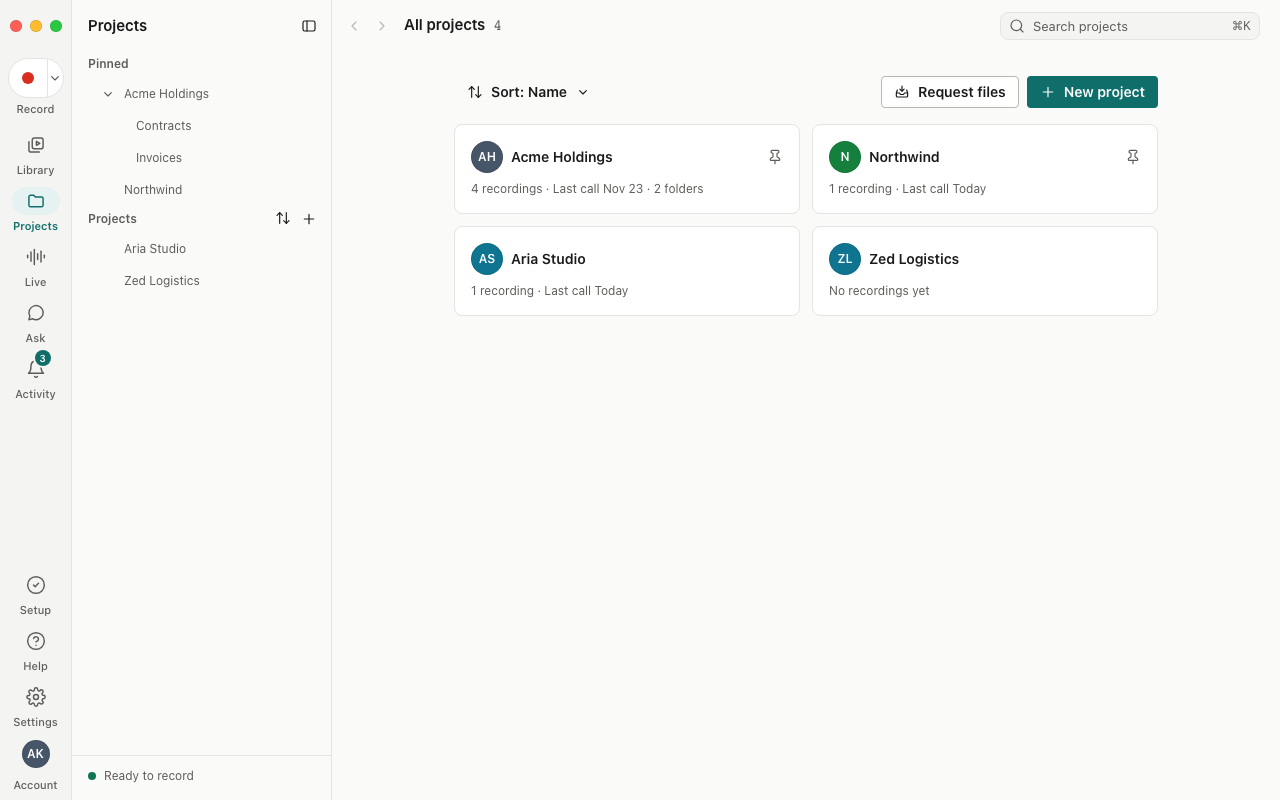 Projects
All projects 4
Search projects ⌘K
Record
Library
Projects
Live
Ask
3
Activity
Setup
Help
Settings
AK
Account
Pinned
Acme Holdings
Contracts
Invoices
Northwind
Projects
Aria Studio
Zed Logistics
Ready to record
Sort: Name
Request files
New project
AH Acme Holdings
4 recordings · Last call Nov 23 · 2 folders
N Northwind
1 recording · Last call Today
AS Aria Studio
1 recording · Last call Today
ZL Zed Logistics
No recordings yet